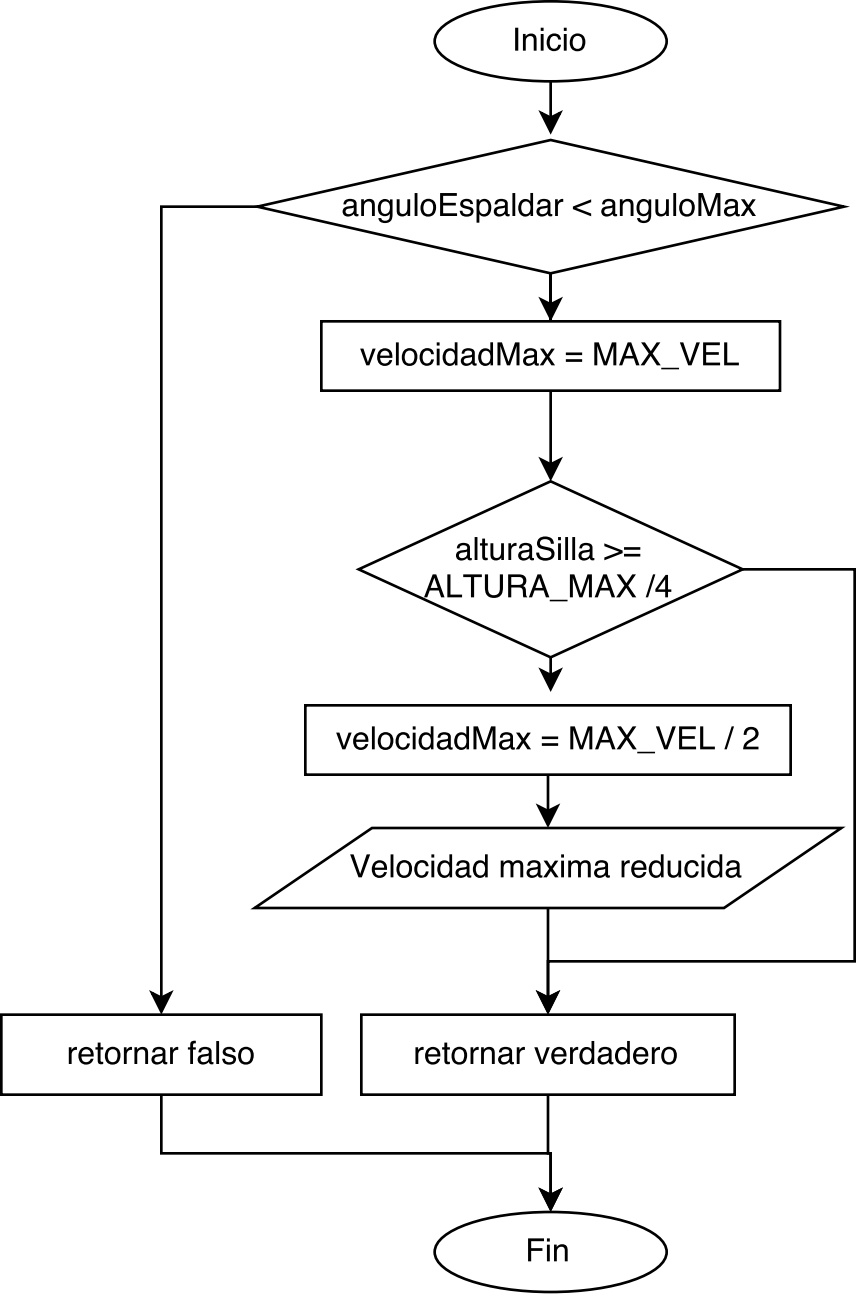 Inicio
anguloEspaldar < anguloMax
velocidadMax = MAX_VEL
alturaSilla >=
ALTURA_MAX /4
velocidadMax = MAX_VEL / 2
Velocidad maxima reducida
retornar falso
retornar verdadero
Fin